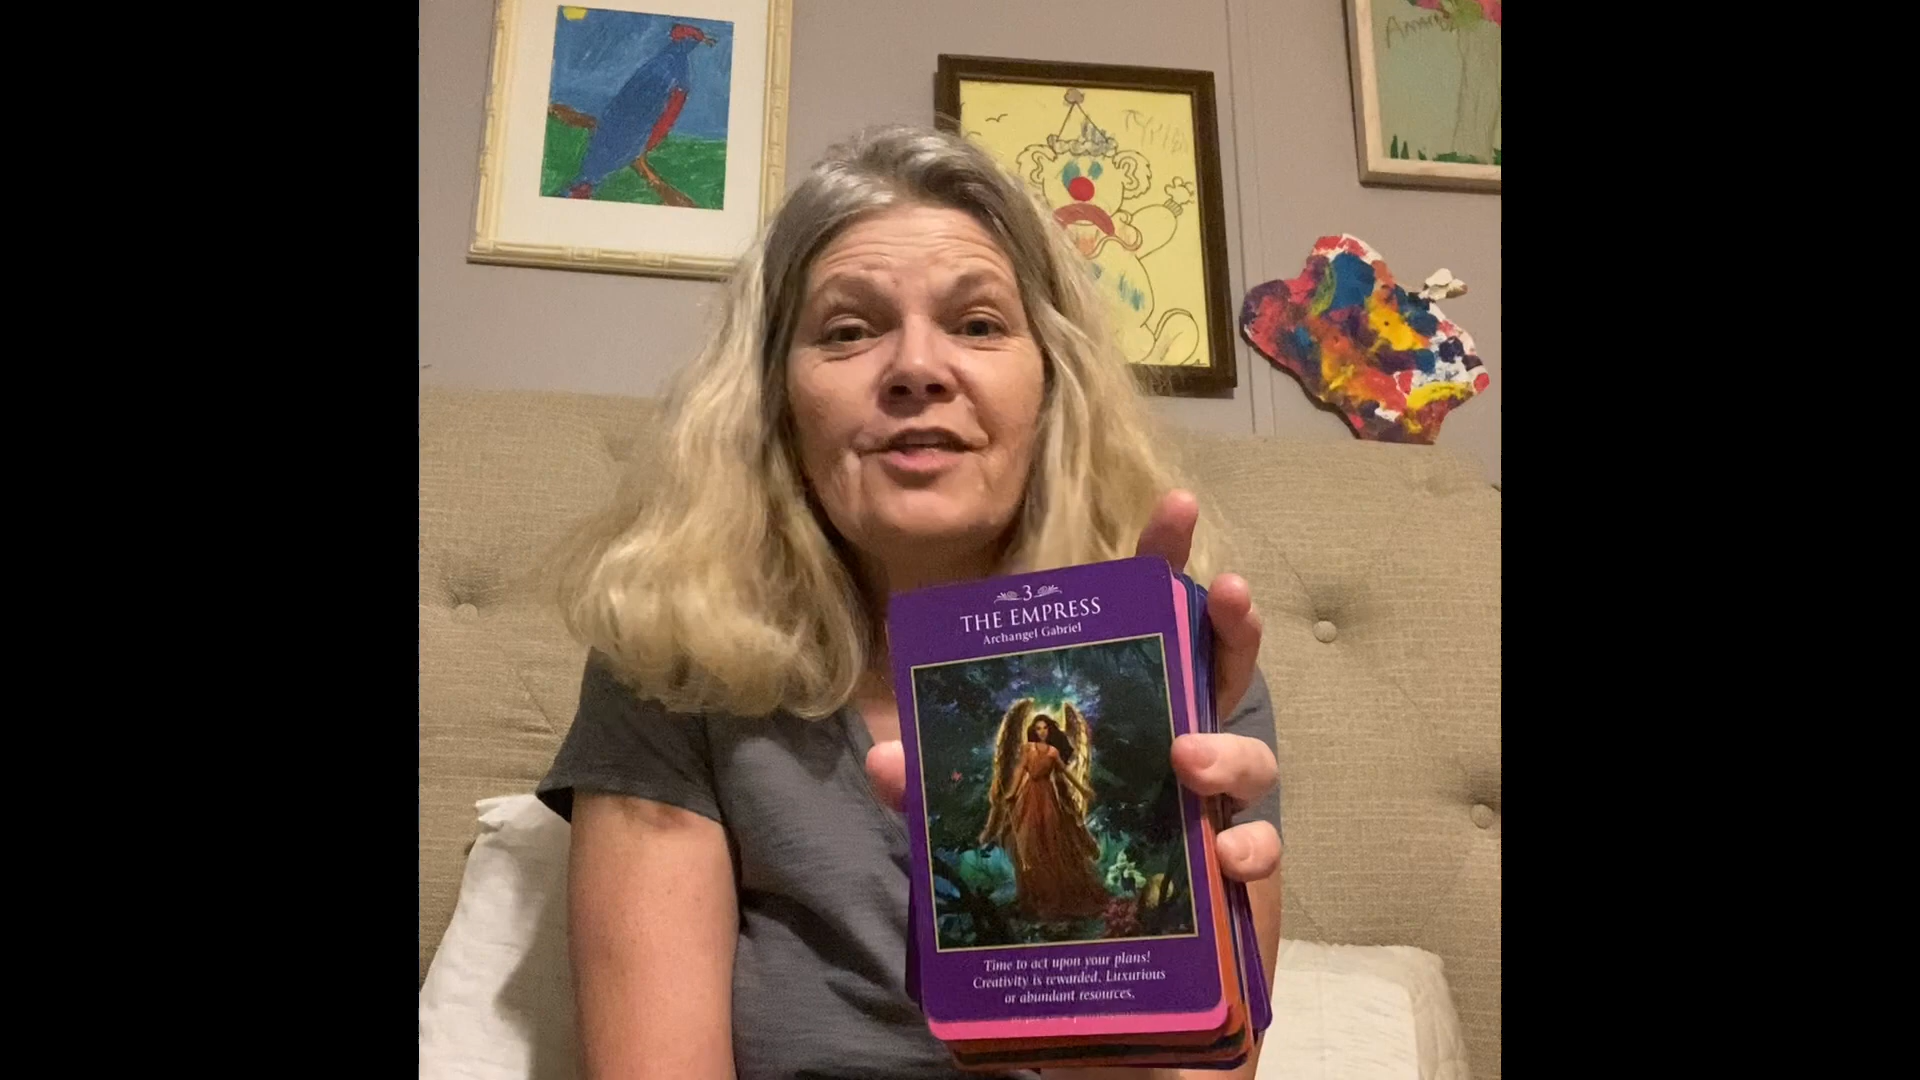 3
THE EMPRESS
Archangel Gabriel
Time to act upon your plans!
Creativity is rewarded. Luxurious
or abundant resources.